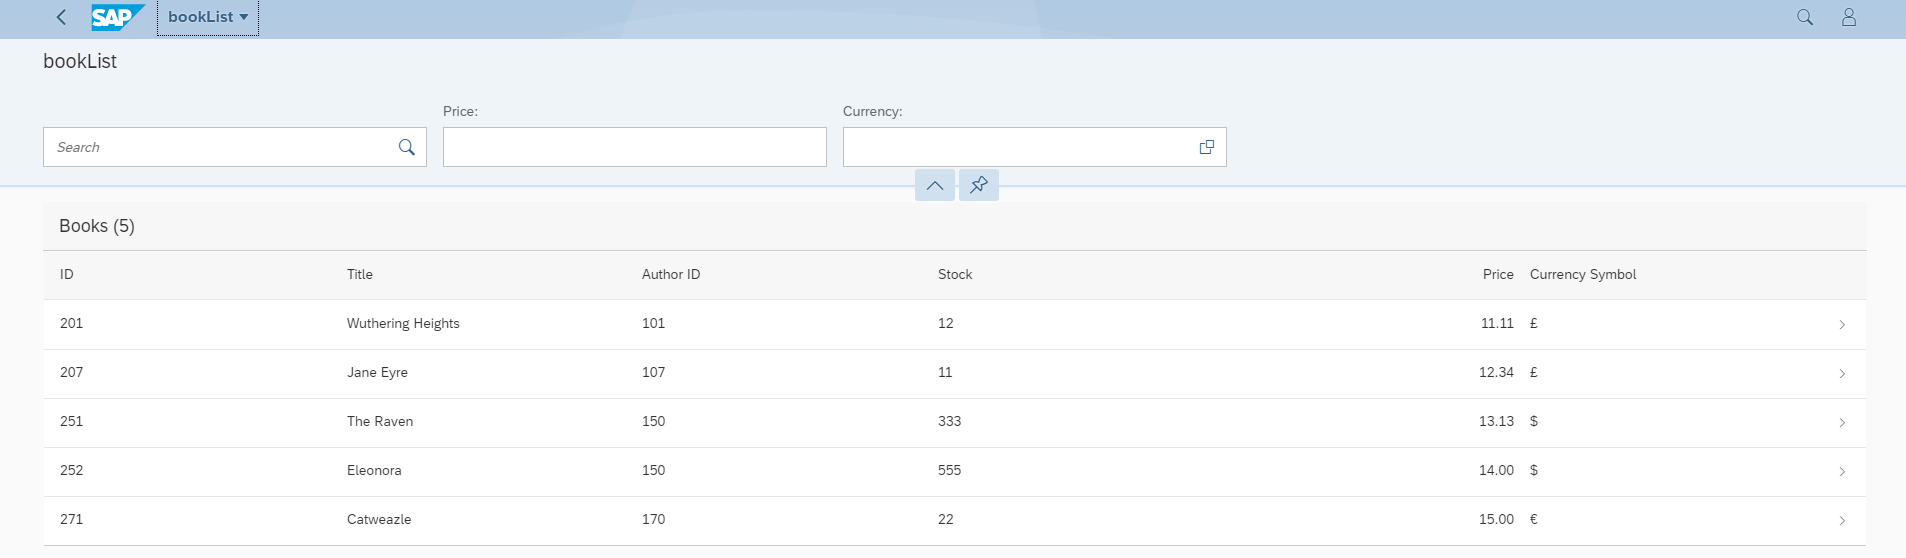 SAP bookList
bookList
Price: Currency:
Search
Books (5)
ID Title Author ID Stock Price Currency Symbol
201 Wuthering Heights 101 12 11.11 £
207 Jane Eyre 107 11 12.34 £
251 The Raven 150 333 13.13 $
252 Eleonora 150 555 14.00 $
271 Catweazle 170 22 15.00 €